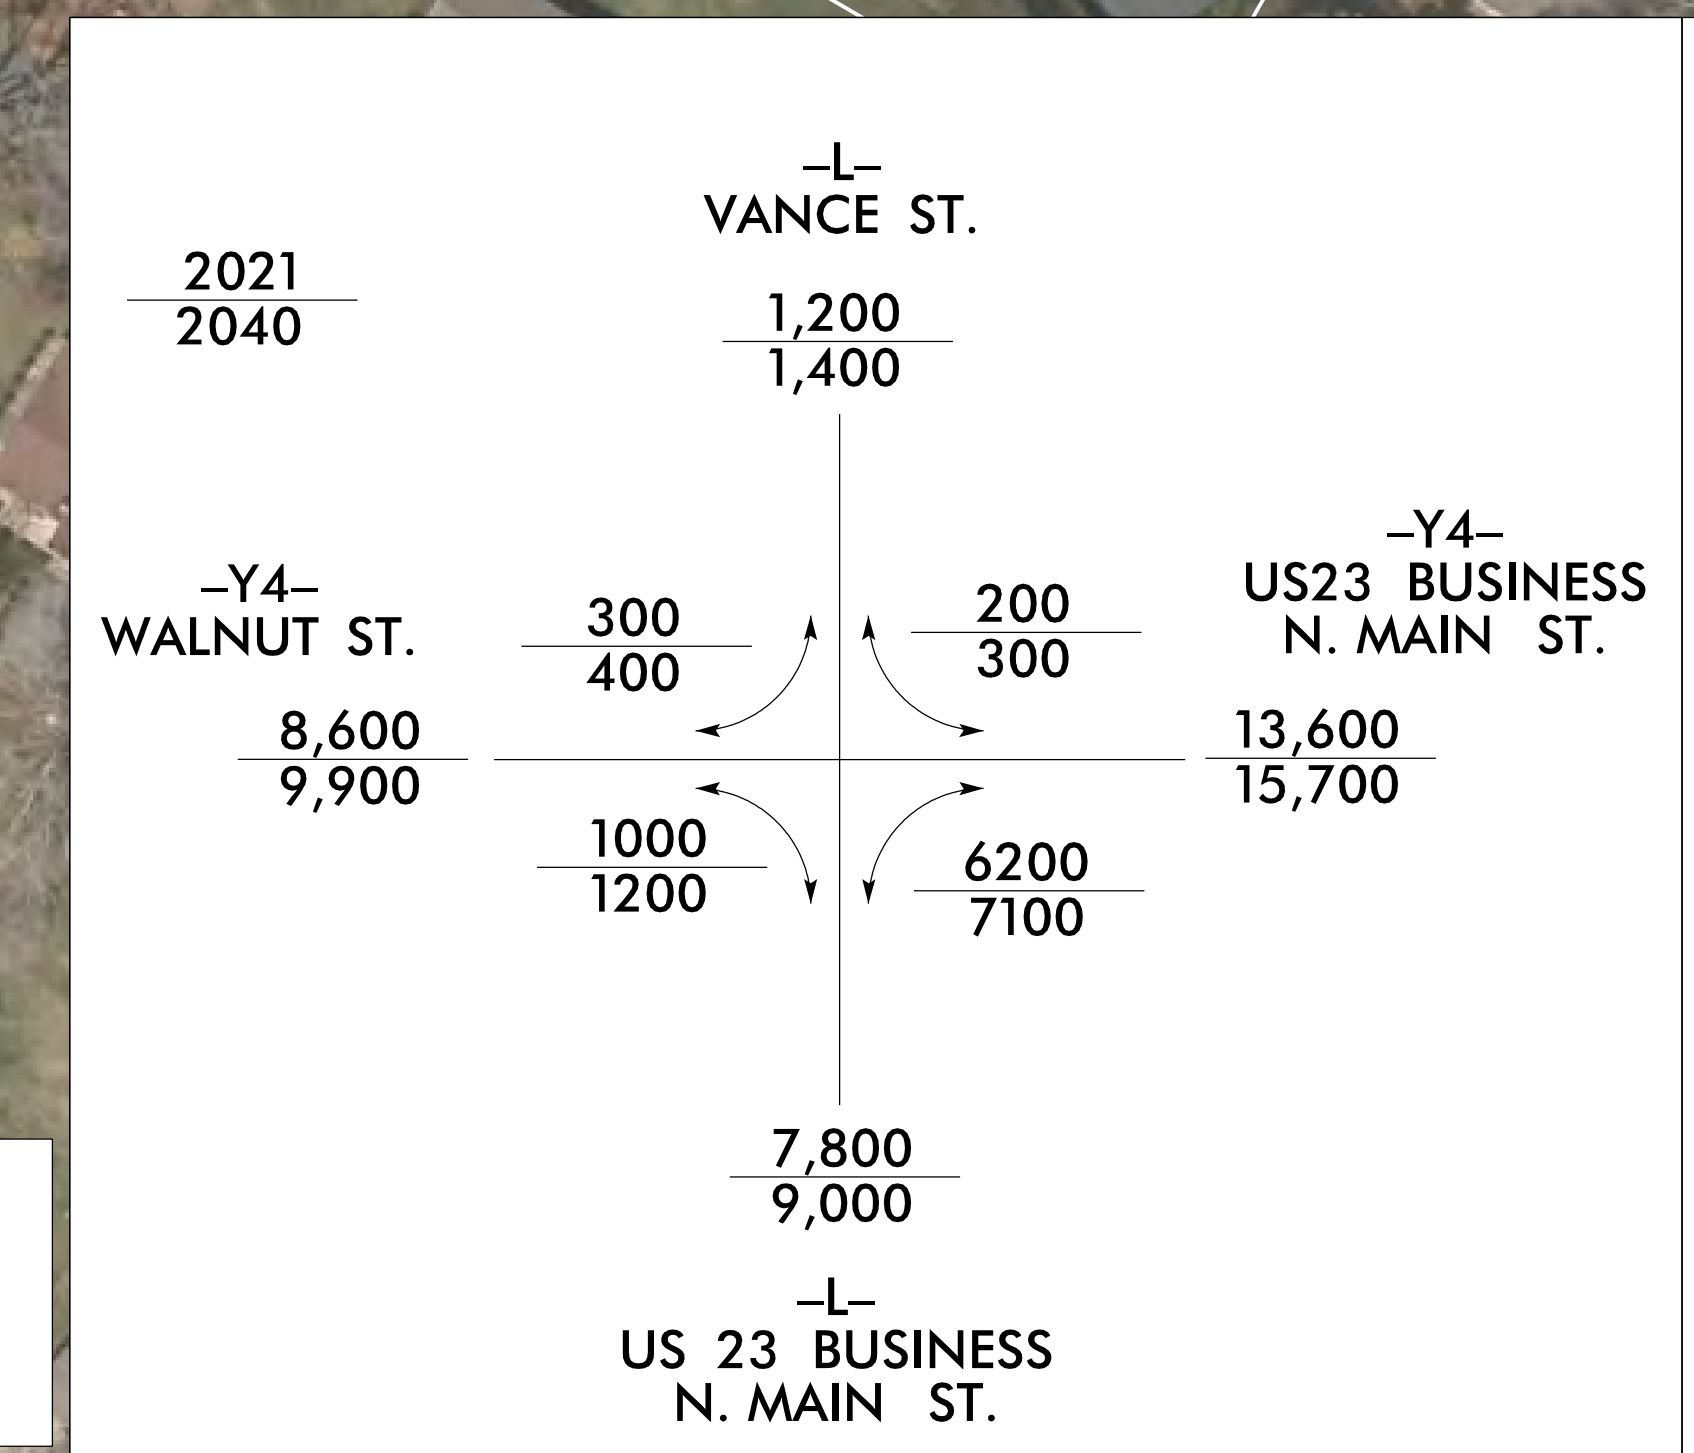 –L–
VANCE ST.
2021
2040
1,200
1,400
–Y4–
WALNUT ST.
300
400
200
300
–Y4–
US23 BUSINESS
N. MAIN ST.
8,600
9,900
13,600
15,700
1000
1200
6200
7100
7,800
9,000
–L–
US 23 BUSINESS
N. MAIN ST.